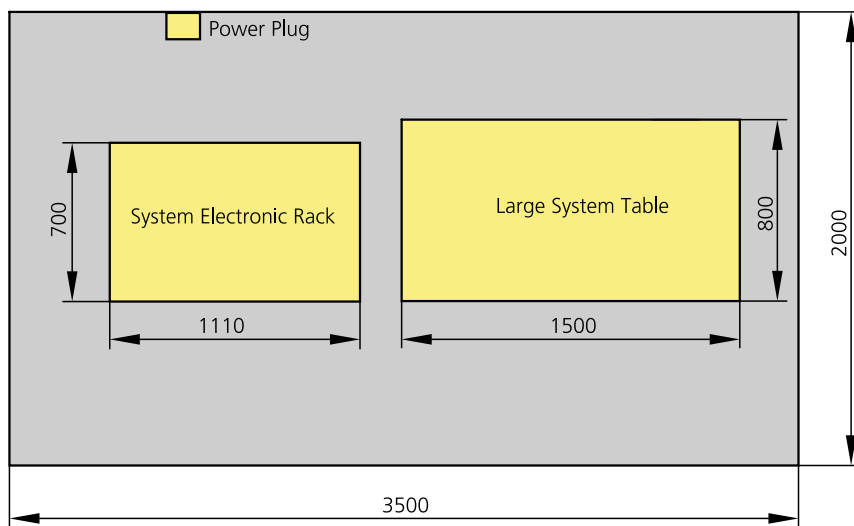 Power Plug
System Electronic Rack
Large System Table
700
800
2000
1110
1500
3500